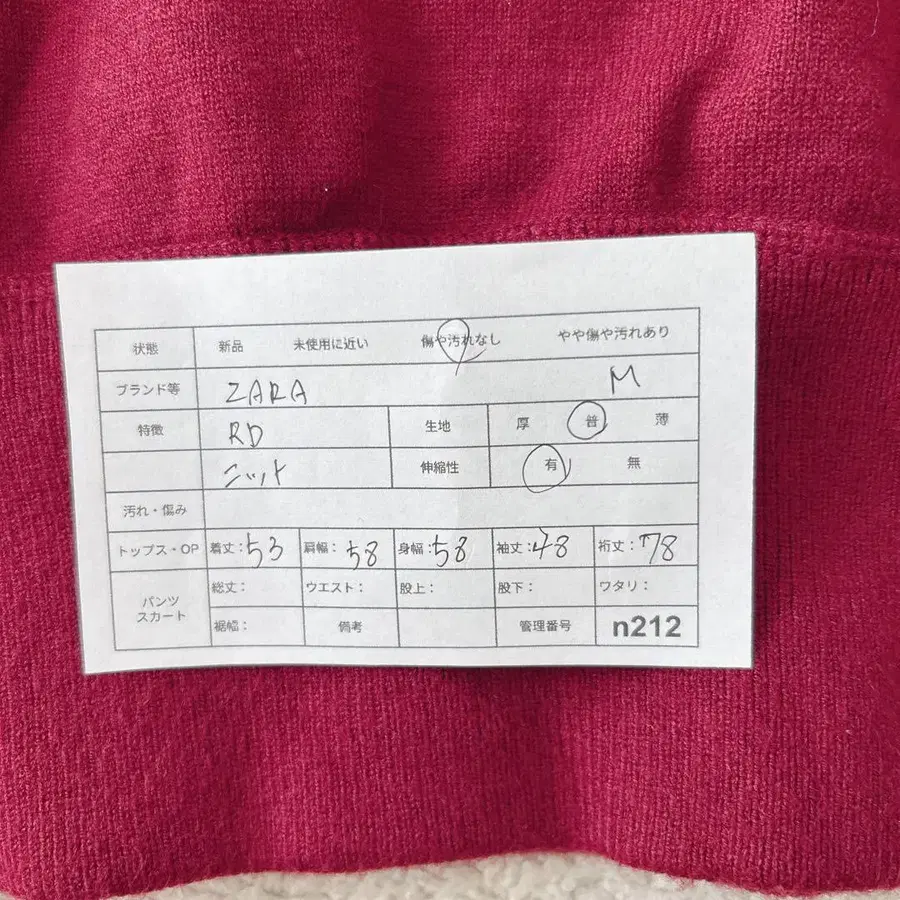 状態 新品 未使用に近い 傷や汚れなし やや傷や汚れあり
ブランド等 ZARA M
特徴 RD 生地 厚 普 薄
ニット 伸縮性 有 無
汚れ・傷み
トップス・OP 着丈：53 肩幅：58 身幅：58 袖丈：48 裄丈：78
パンツ スカート 総丈： ウエスト： 股上： 股下： ワタリ：
裾幅： 備考 管理番号 n212